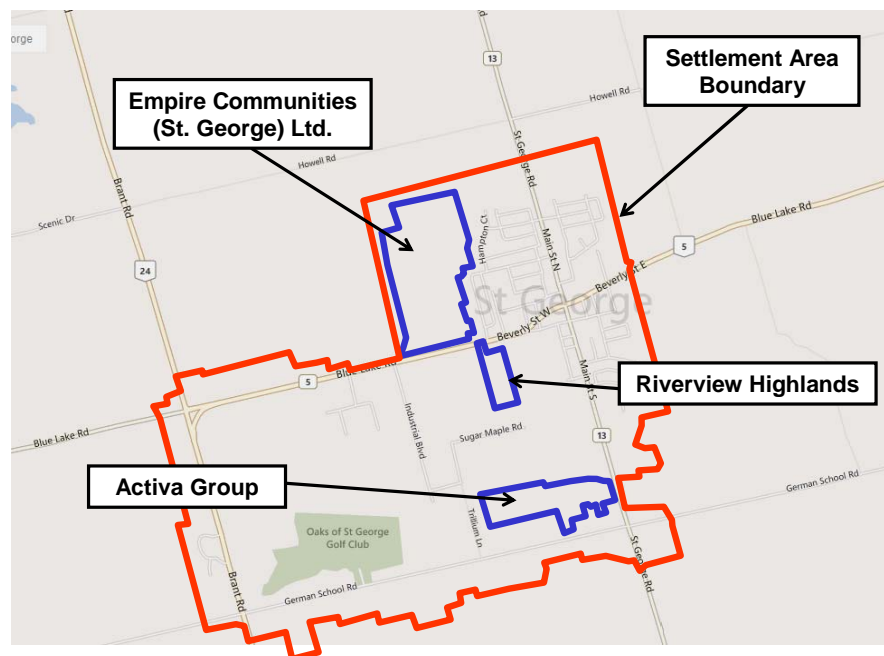 orge
13
Settlement Area
Boundary
Empire Communities
(St. George) Ltd.
Howell Rd
Howell Rd
St George Rd
Scenic Dr
Brant Rd
Hampton Ct
Main St N
Blue Lake Rd
5
24
Beverly St E
St George
Beverly St W
Blue Lake Rd
5
Main St S
Riverview Highlands
Industrial Blvd
Blue Lake Rd
Sugar Maple Rd
13
Activa Group
German School Rd
Trillium Ln
Oaks of St George
Golf Club
St George Rd
German School Rd
Brant Rd